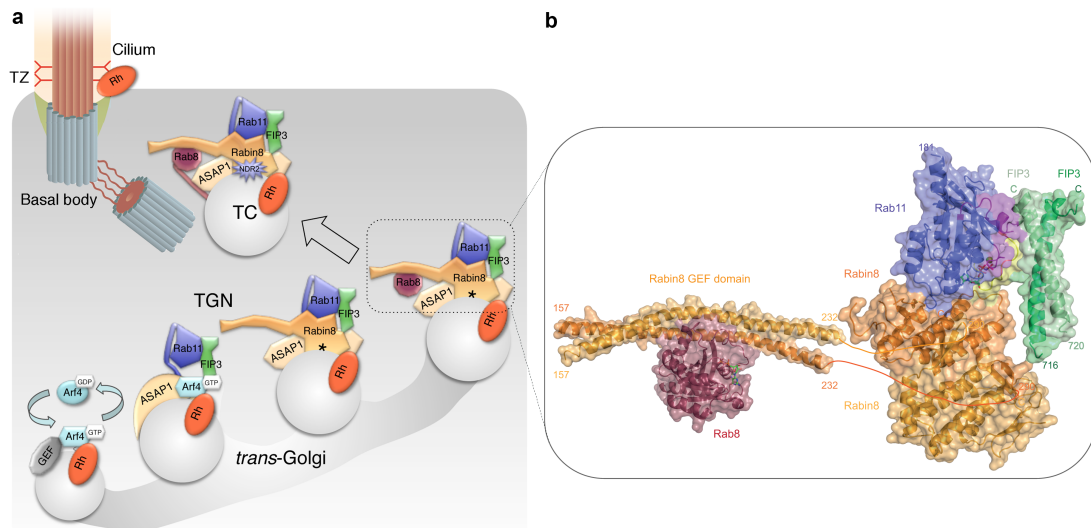 a
b
Cilium
TZ
Rh
Basal body
Rab11
FIP3
Rabin8
Rab8
NDR2
ASAP1
Rh
TC
Rab11
FIP3
Rabin8
Rab8
*
ASAP1
Rh
TGN
Rab11
FIP3
Rabin8
*
ASAP1
Rh
Rab11
FIP3
ASAP1
Arf4
GTP
Rh
GDP
Arf4
Arf4
GTP
GEF
Rh
trans-Golgi
181
FIP3
C
FIP3
C
Rab11
Rabin8
Rabin8 GEF domain
157
232
157
232
Rab8
Rabin8
720
716